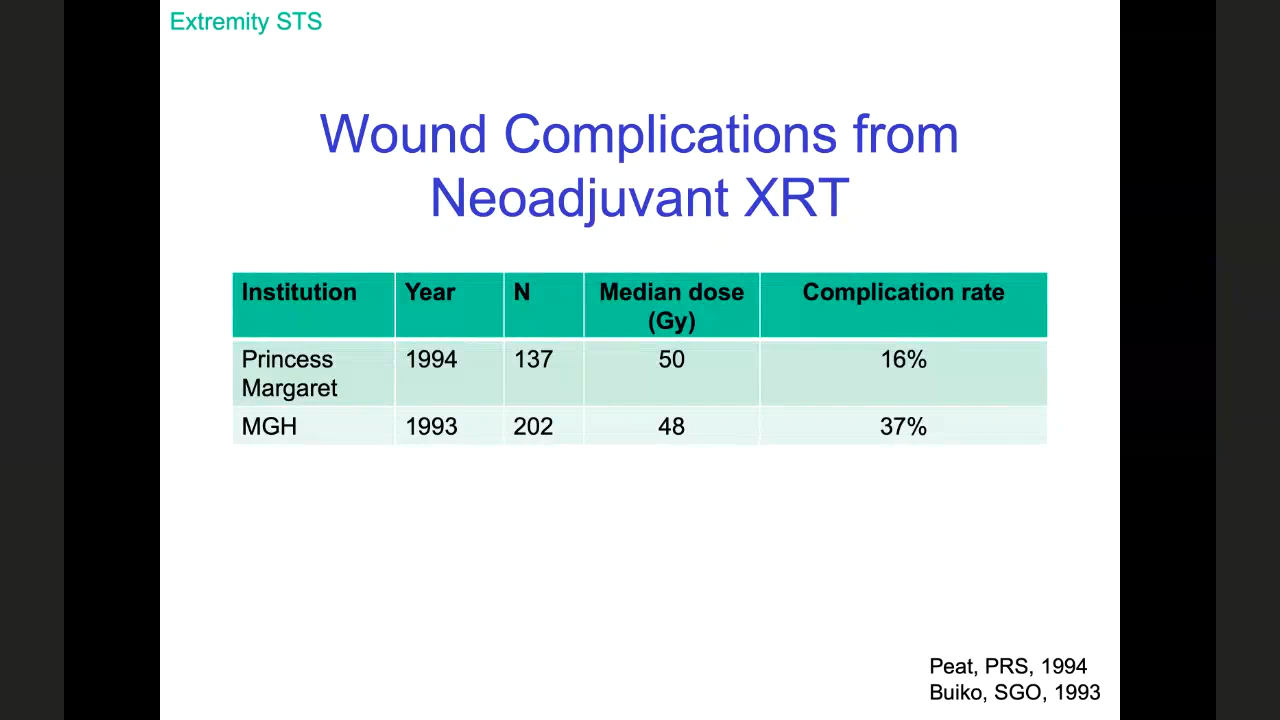 Extremity STS
Wound Complications from
Neoadjuvant XRT
Institution Year N Median dose (Gy) Complication rate
Princess Margaret 1994 137 50 16%
MGH 1993 202 48 37%
Peat, PRS, 1994
Buiko, SGO, 1993